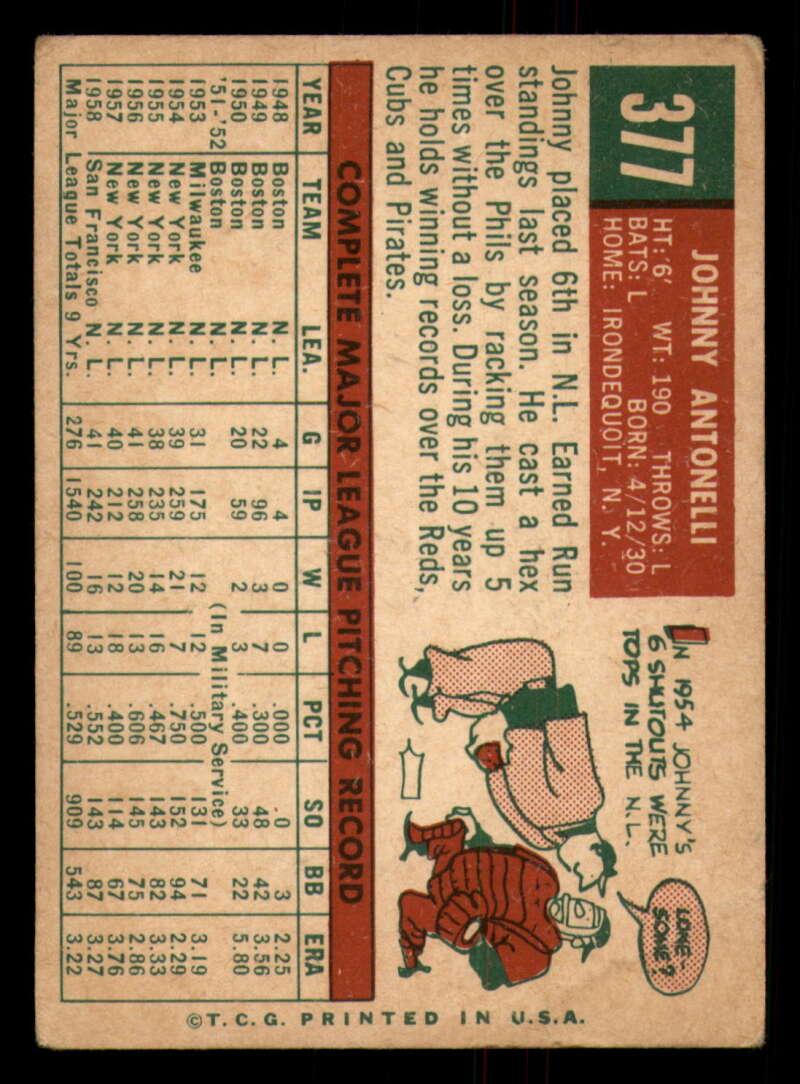 377
JOHNNY ANTONELLI
HT: 6' WT: 190 THROWS: L
BATS: L BORN: 4/12/30
HOME: IRONDEQUOIT, N. Y.
Johnny placed 6th in N.L. Earned Run
standings last season. He cast a hex
over the Phils by racking them up 5
times without a loss. During his 10 years
he holds winning records over the Reds,
Cubs and Pirates.
IN 1954 JOHNNY'S
6 SHUTOUTS WERE
TOPS IN THE N.L.
LONE-
SOME?
COMPLETE MAJOR LEAGUE PITCHING RECORD
YEAR TEAM LEA. G IP W L PCT SO BB ERA
1948 Boston N. L. 4 4 0 0 .000 0 3 2.25
1949 Boston N. L. 22 96 3 7 .300 48 42 3.56
1950 Boston N. L. 20 59 2 3 .400 33 22 5.80
'51-'52 Boston N. L. (In Military Service)
1953 Milwaukee N. L. 31 175 12 12 .500 131 71 3.19
1954 New York N. L. 39 259 21 7 .750 152 94 2.29
1955 New York N. L. 38 235 14 16 .467 143 82 3.33
1956 New York N. L. 41 258 20 13 .606 145 75 2.86
1957 New York N. L. 40 212 12 18 .400 114 67 3.76
1958 San Francisco N. L. 41 242 16 13 .552 143 87 3.27
Major League Totals 9 Yrs. 276 1540 100 89 .529 909 543 3.22
© T. C. G. PRINTED IN U.S.A.